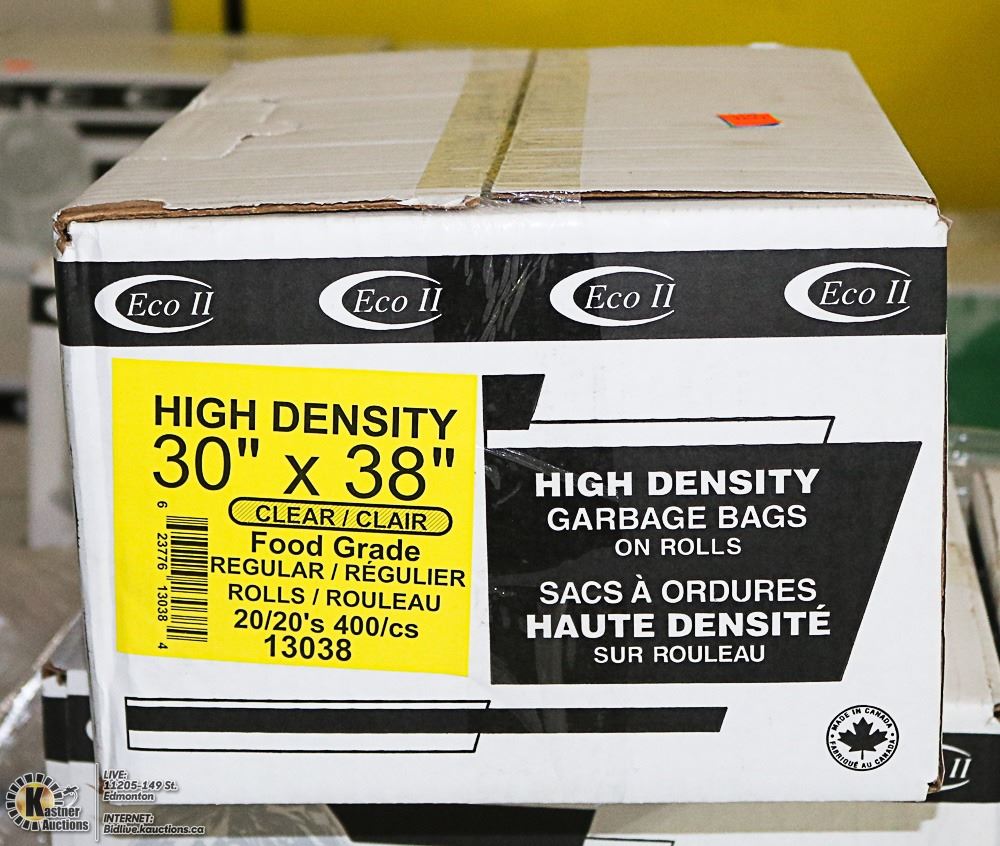 Eco II Eco II Eco II Eco II
HIGH DENSITY
30" x 38"
CLEAR / CLAIR
Food Grade
REGULAR / RÉGULIER
ROLLS / ROULEAU
20/20's 400/cs
13038
6 23776 13038 4
HIGH DENSITY
GARBAGE BAGS
ON ROLLS
SACS À ORDURES
HAUTE DENSITÉ
SUR ROULEAU
MADE IN CANADA
FABRIQUÉ AU CANADA
II
Kastner
Auctions
LIVE:
11205-149 St.
Edmonton
INTERNET:
Bidlive.kauctions.ca